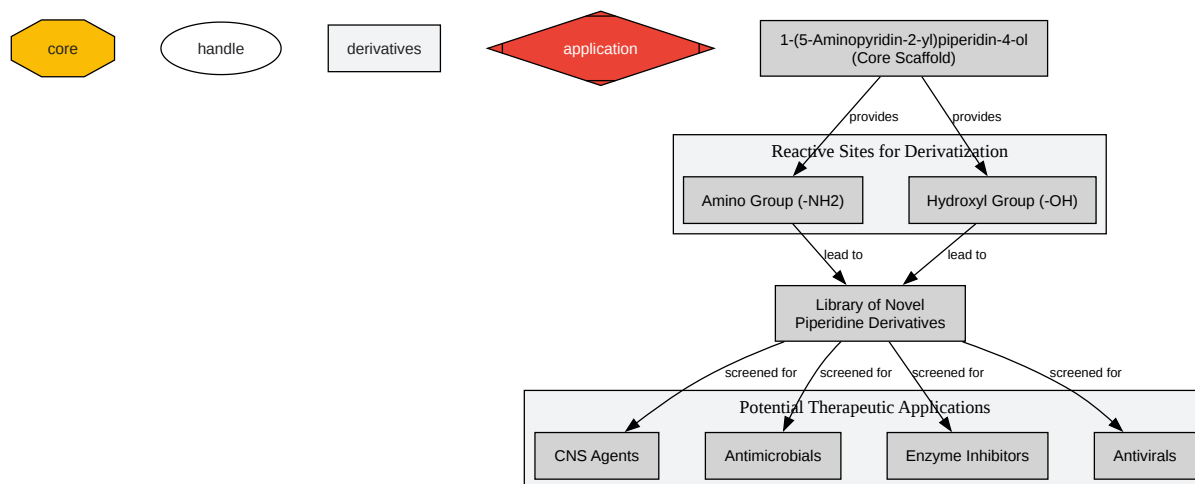 core
handle
derivatives
application
1-(5-Aminopyridin-2-yl)piperidin-4-ol
(Core Scaffold)
provides
provides
Reactive Sites for Derivatization
Amino Group (-NH2)
Hydroxyl Group (-OH)
lead to
lead to
Library of Novel
Piperidine Derivatives
screened for
screened for
screened for
screened for
Potential Therapeutic Applications
CNS Agents
Antimicrobials
Enzyme Inhibitors
Antivirals